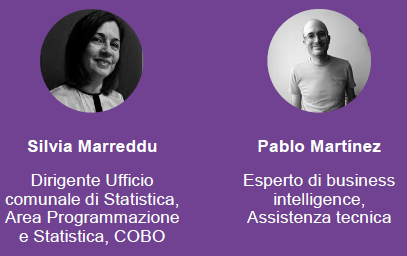 Silvia Marreddu
Dirigente Ufficio
comunale di Statistica,
Area Programmazione
e Statistica, COBO
Pablo Martínez
Esperto di business
intelligence,
Assistenza tecnica